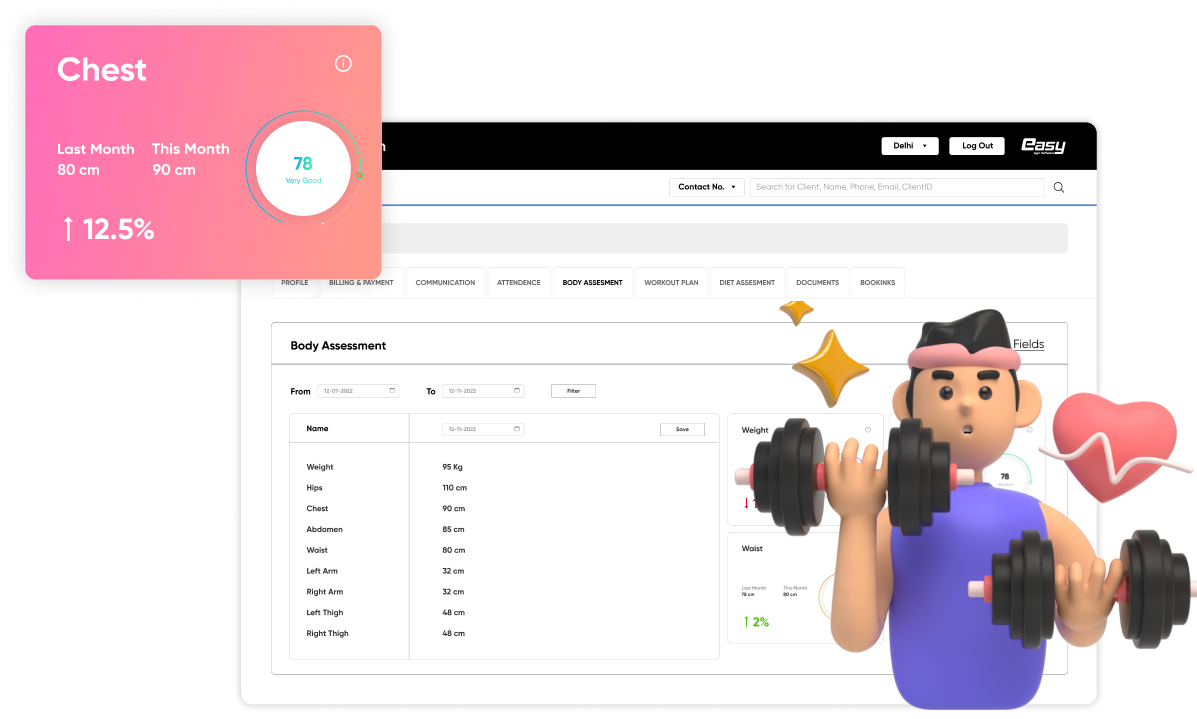 Chest
Last Month This Month
80 cm 90 cm
78
Very Good
↑ 12.5%
Delhi
Log Out
easy
Contact No.
Search for Client, Name, Phone, Email, ClientID
PROFILE BILLING & PAYMENT COMMUNICATION ATTENDENCE BODY ASSESMENT WORKOUT PLAN DIET ASSESMENT DOCUMENTS BOOKINKS
Body Assessment
Fields
From 12-07-2022 To 12-11-2022 Filter
Name 12-11-2022 Save
Weight 95 Kg
Hips 110 cm
Chest 90 cm
Abdomen 85 cm
Waist 80 cm
Left Arm 32 cm
Right Arm 32 cm
Left Thigh 48 cm
Right Thigh 48 cm
Weight
78
Waist
Last Month This Month
78 cm 80 cm
↑ 2%